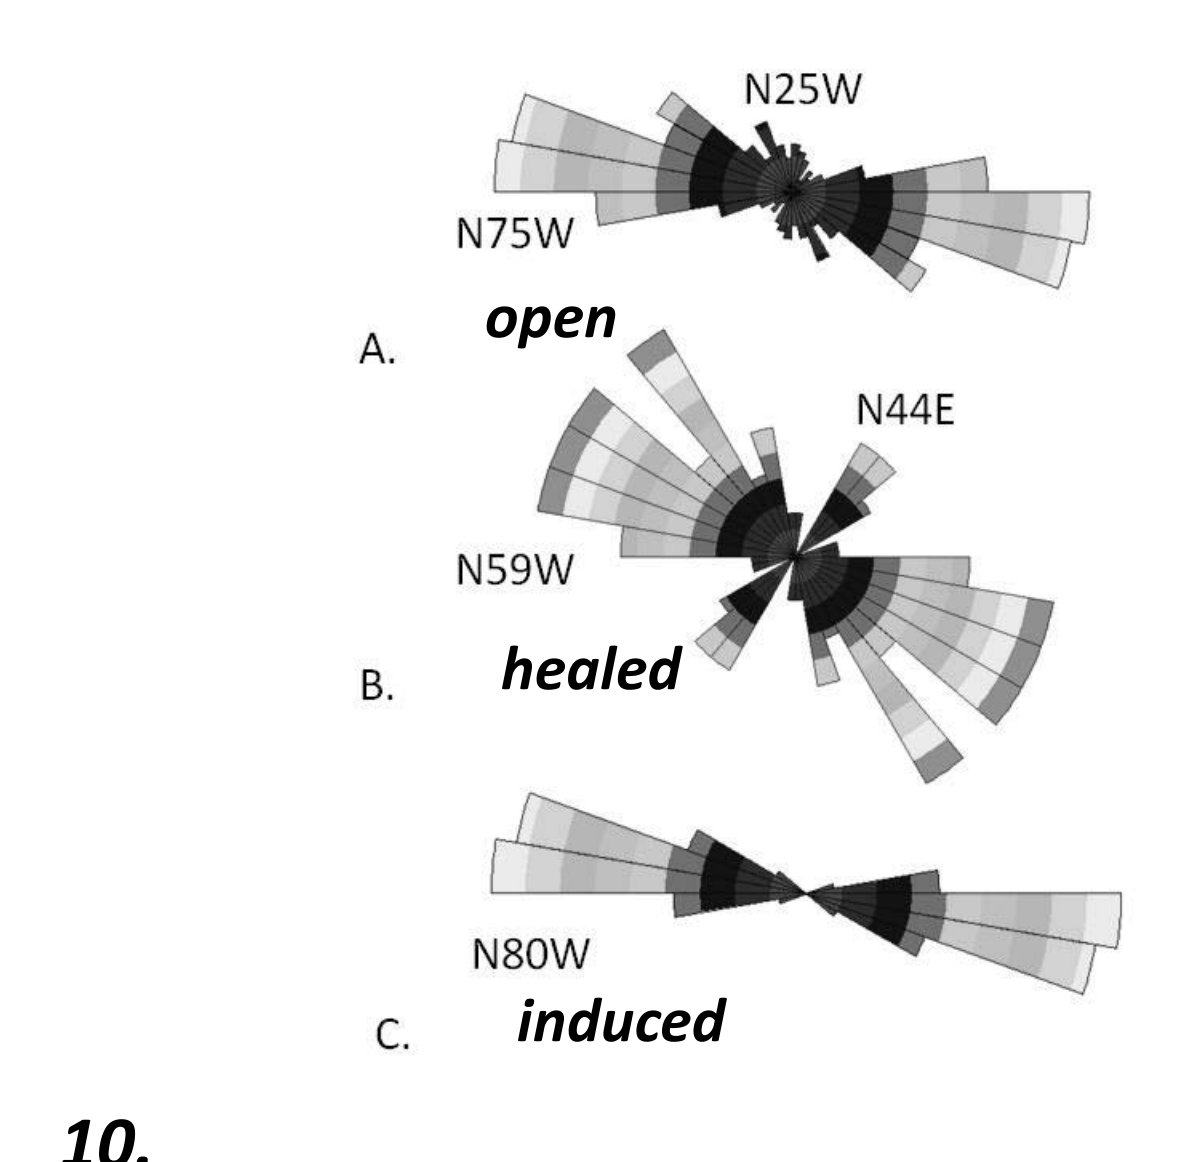 N25W
N75W
open
A.
N44E
N59W
healed
B.
N80W
induced
C.
10.